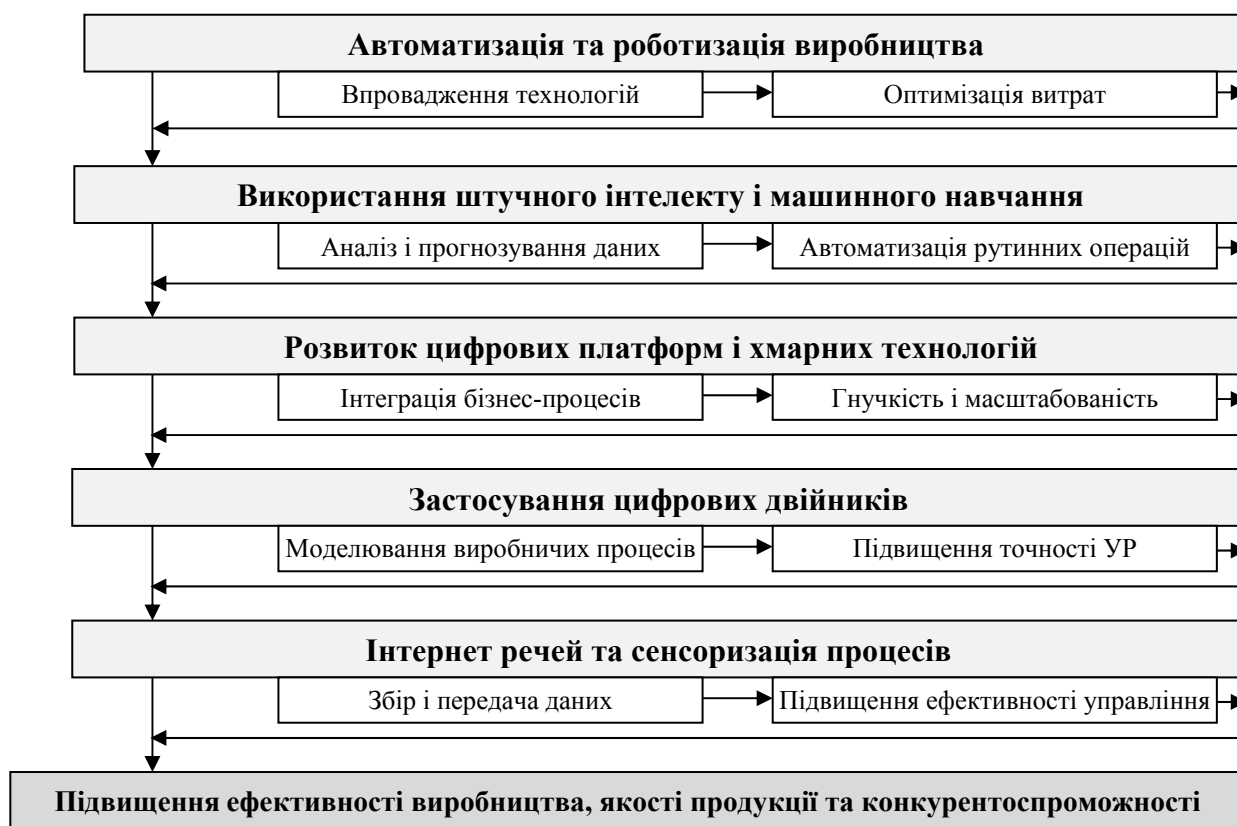 Автоматизація та роботизація виробництва
Впровадження технологій
Оптимізація витрат
Використання штучного інтелекту і машинного навчання
Аналіз і прогнозування даних
Автоматизація рутинних операцій
Розвиток цифрових платформ і хмарних технологій
Інтеграція бізнес-процесів
Гнучкість і масштабованість
Застосування цифрових двійників
Моделювання виробничих процесів
Підвищення точності УР
Інтернет речей та сенсоризація процесів
Збір і передача даних
Підвищення ефективності управління
Підвищення ефективності виробництва, якості продукції та конкурентоспроможності